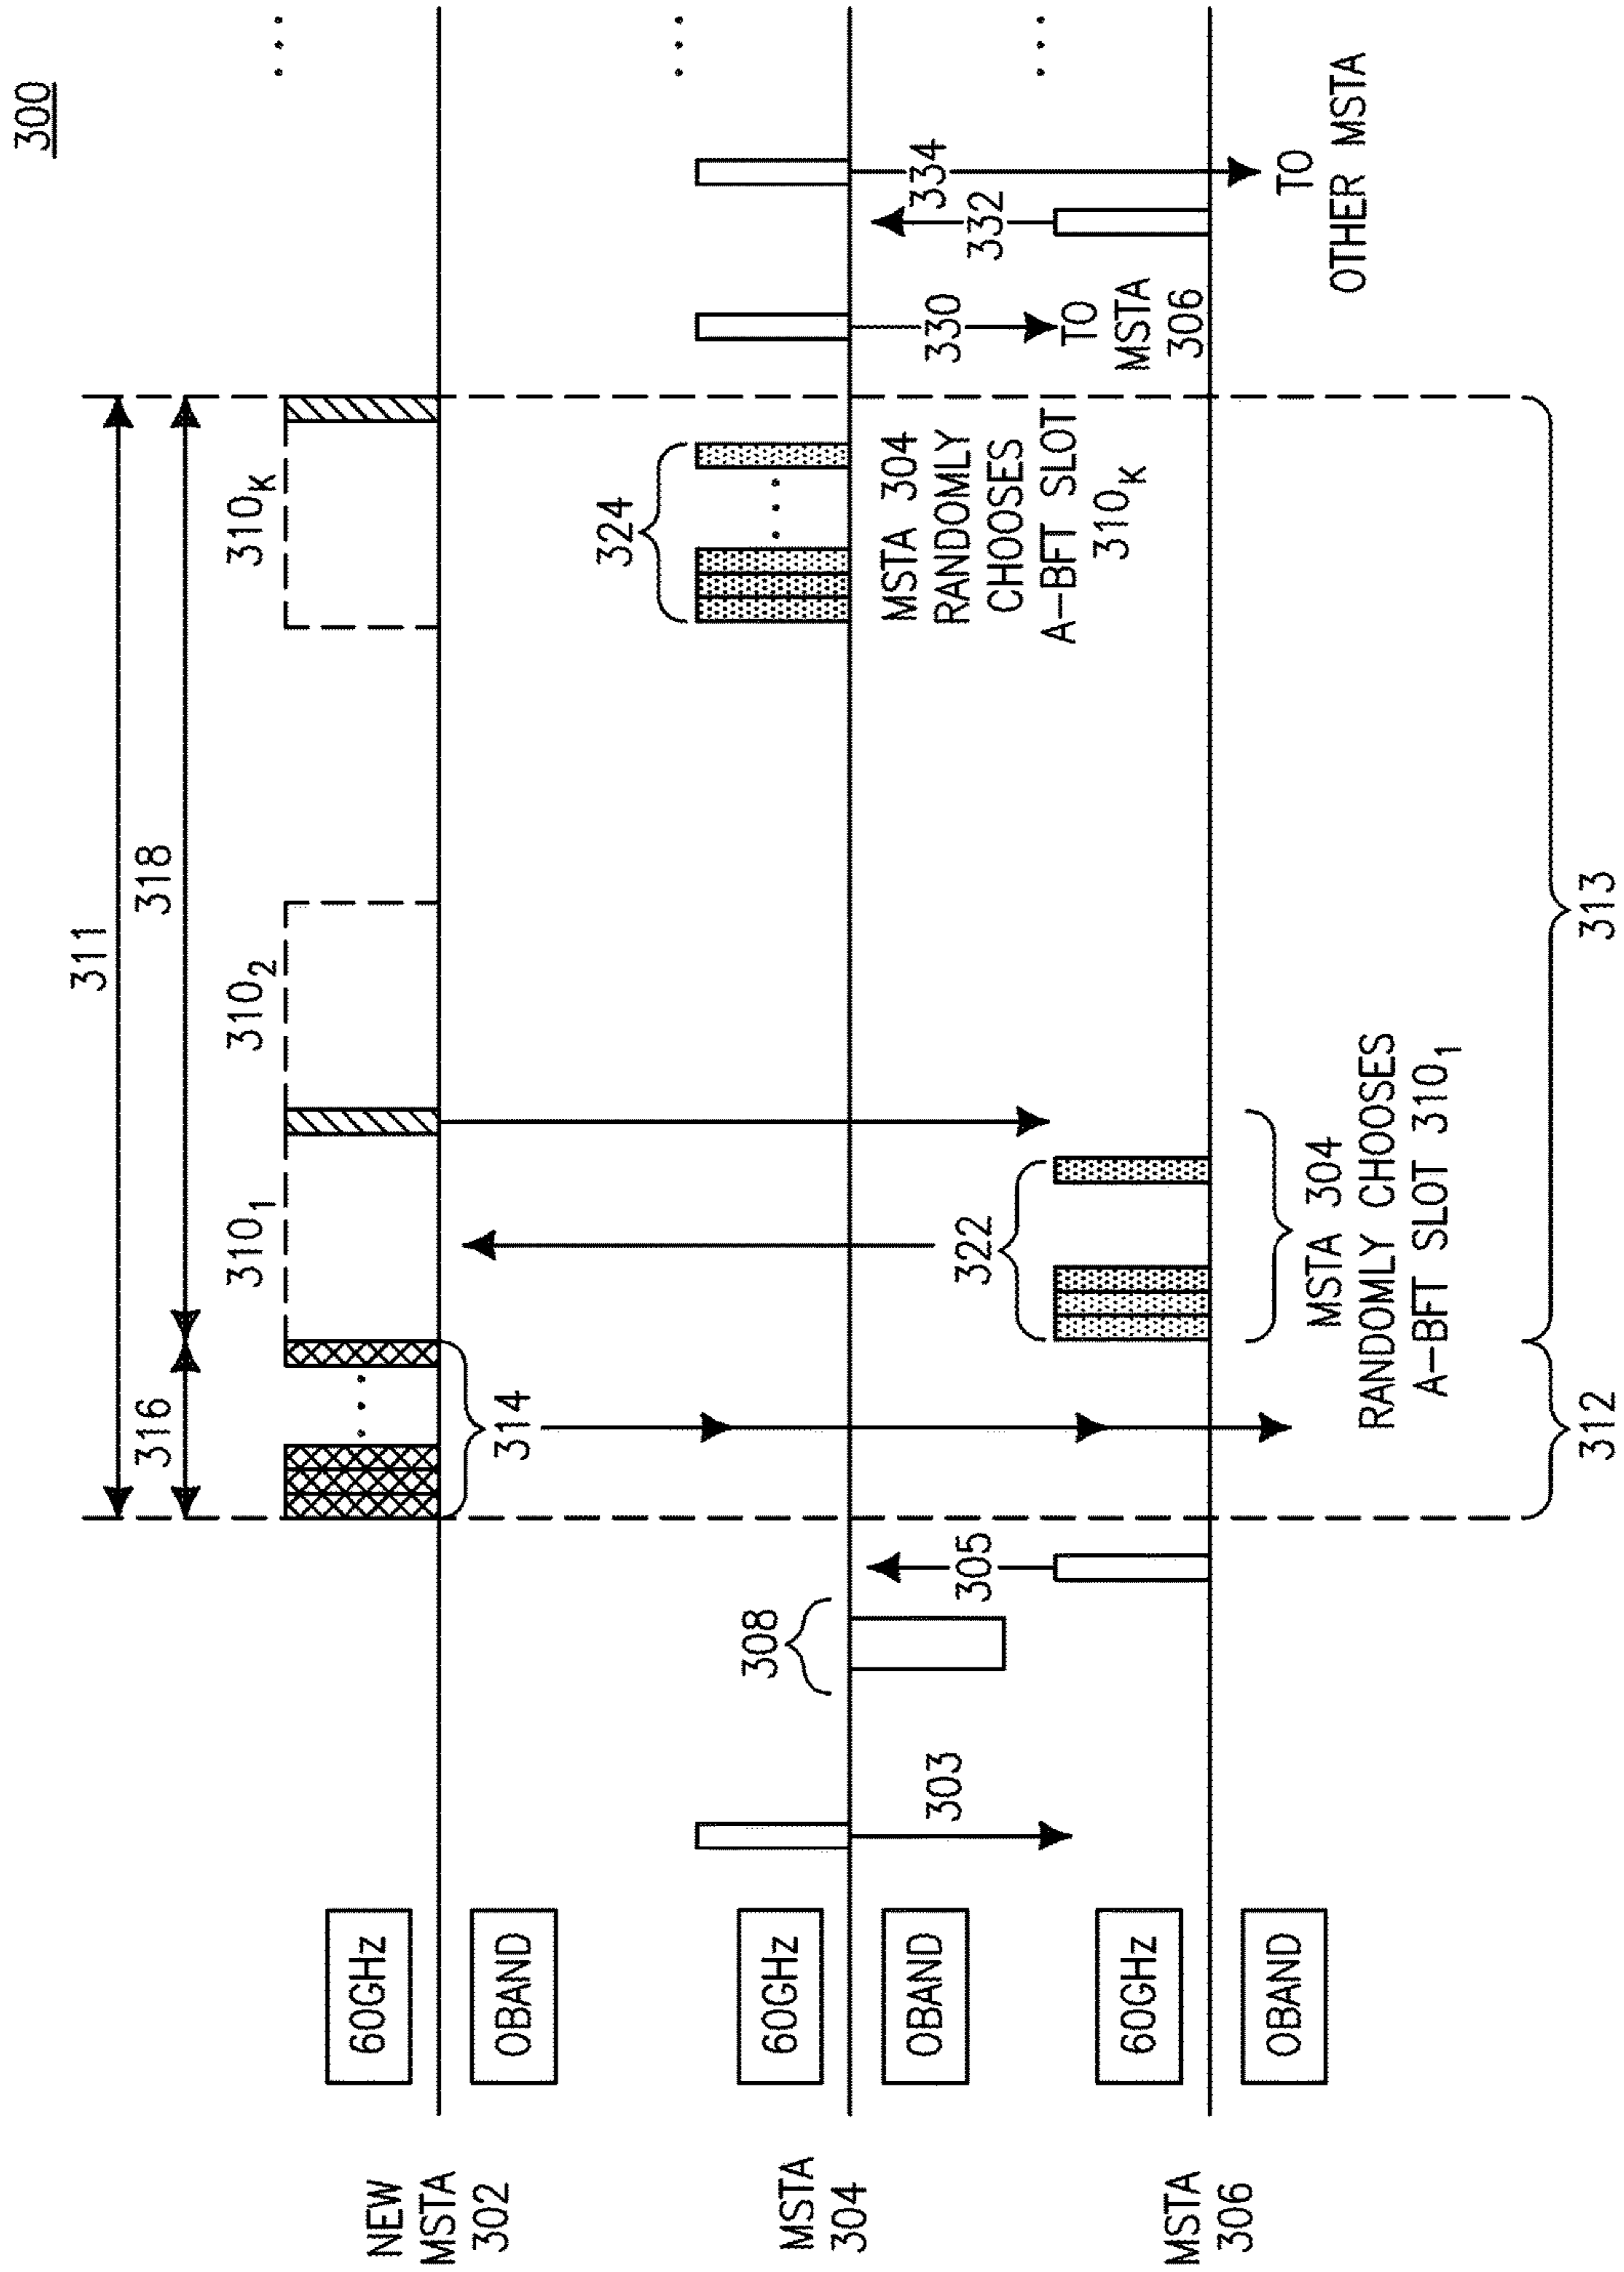 300
311
316
318
310₁
310₂
310K
...
NEW
MSTA
302
60GHz
OBAND
314
...
324
...
...
MSTA
304
60GHz
OBAND
303
308
305
322
MSTA 304
RANDOMLY
CHOOSES
A-BFT SLOT
310K
330
TO
MSTA
306
332
334
...
MSTA
306
60GHz
OBAND
MSTA 304
RANDOMLY CHOOSES
A-BFT SLOT 310₁
TO
OTHER MSTA
312
313